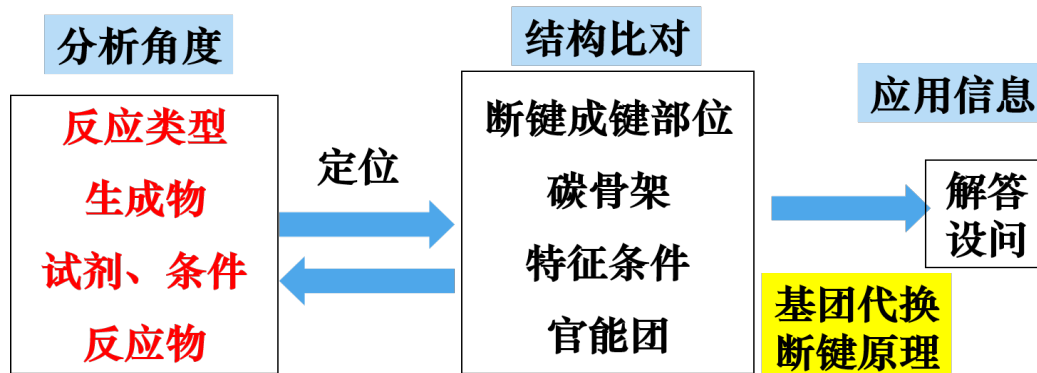 分析角度
反应类型
生成物
试剂、条件
反应物
定位
结构比对
断键成键部位
碳骨架
特征条件
官能团
应用信息
解答
设问
基团代换
断键原理